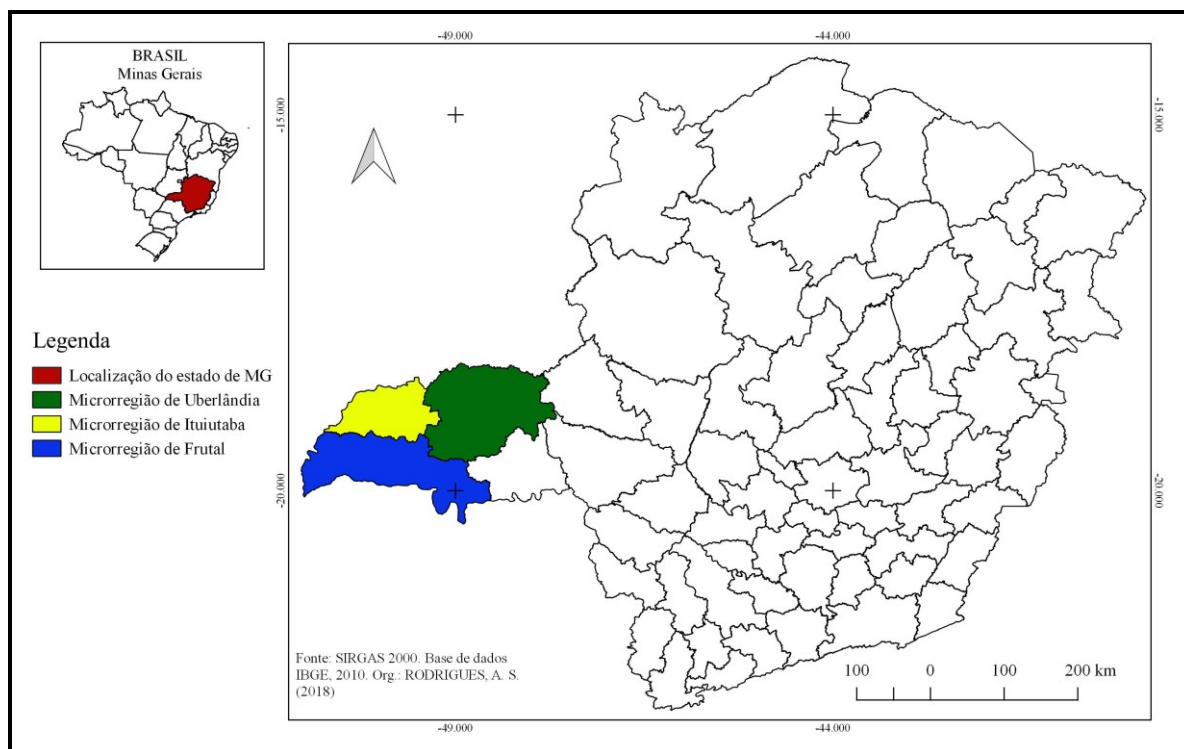 BRASIL
Minas Gerais
-49.000
-44.000
-15.000
-15.000
Legenda
Localização do estado de MG
Microrregião de Uberlândia
Microrregião de Ituiutaba
Microrregião de Frutal
-20.000
-20.000
Fonte: SIRGAS 2000. Base de dados
IBGE, 2010. Org.: RODRIGUES, A. S.
(2018)
100 0 100 200 km
-49.000
-44.000